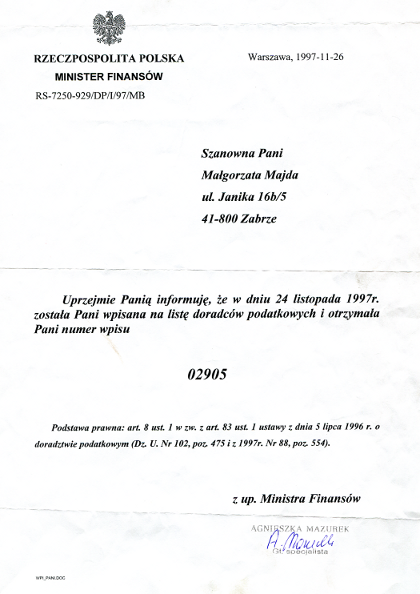 RZECZPOSPOLITA POLSKA
MINISTER FINANSÓW
RS-7250-929/DP/I/97/MB
Warszawa, 1997-11-26
Szanowna Pani
Małgorzata Majda
ul. Janika 16b/5
41-800 Zabrze
Uprzejmie Panią informuję, że w dniu 24 listopada 1997r.
została Pani wpisana na listę doradców podatkowych i otrzymała
Pani numer wpisu
02905
Podstawa prawna: art. 8 ust. 1 w zw. z art. 83 ust. 1 ustawy z dnia 5 lipca 1996 r. o
doradztwie podatkowym (Dz. U. Nr 102, poz. 475 i z 1997r. Nr 88, poz. 554).
z up. Ministra Finansów
AGNIESZKA MAZUREK
A. Mazurek
Gł. specjalista
WPI_PANI.DOC